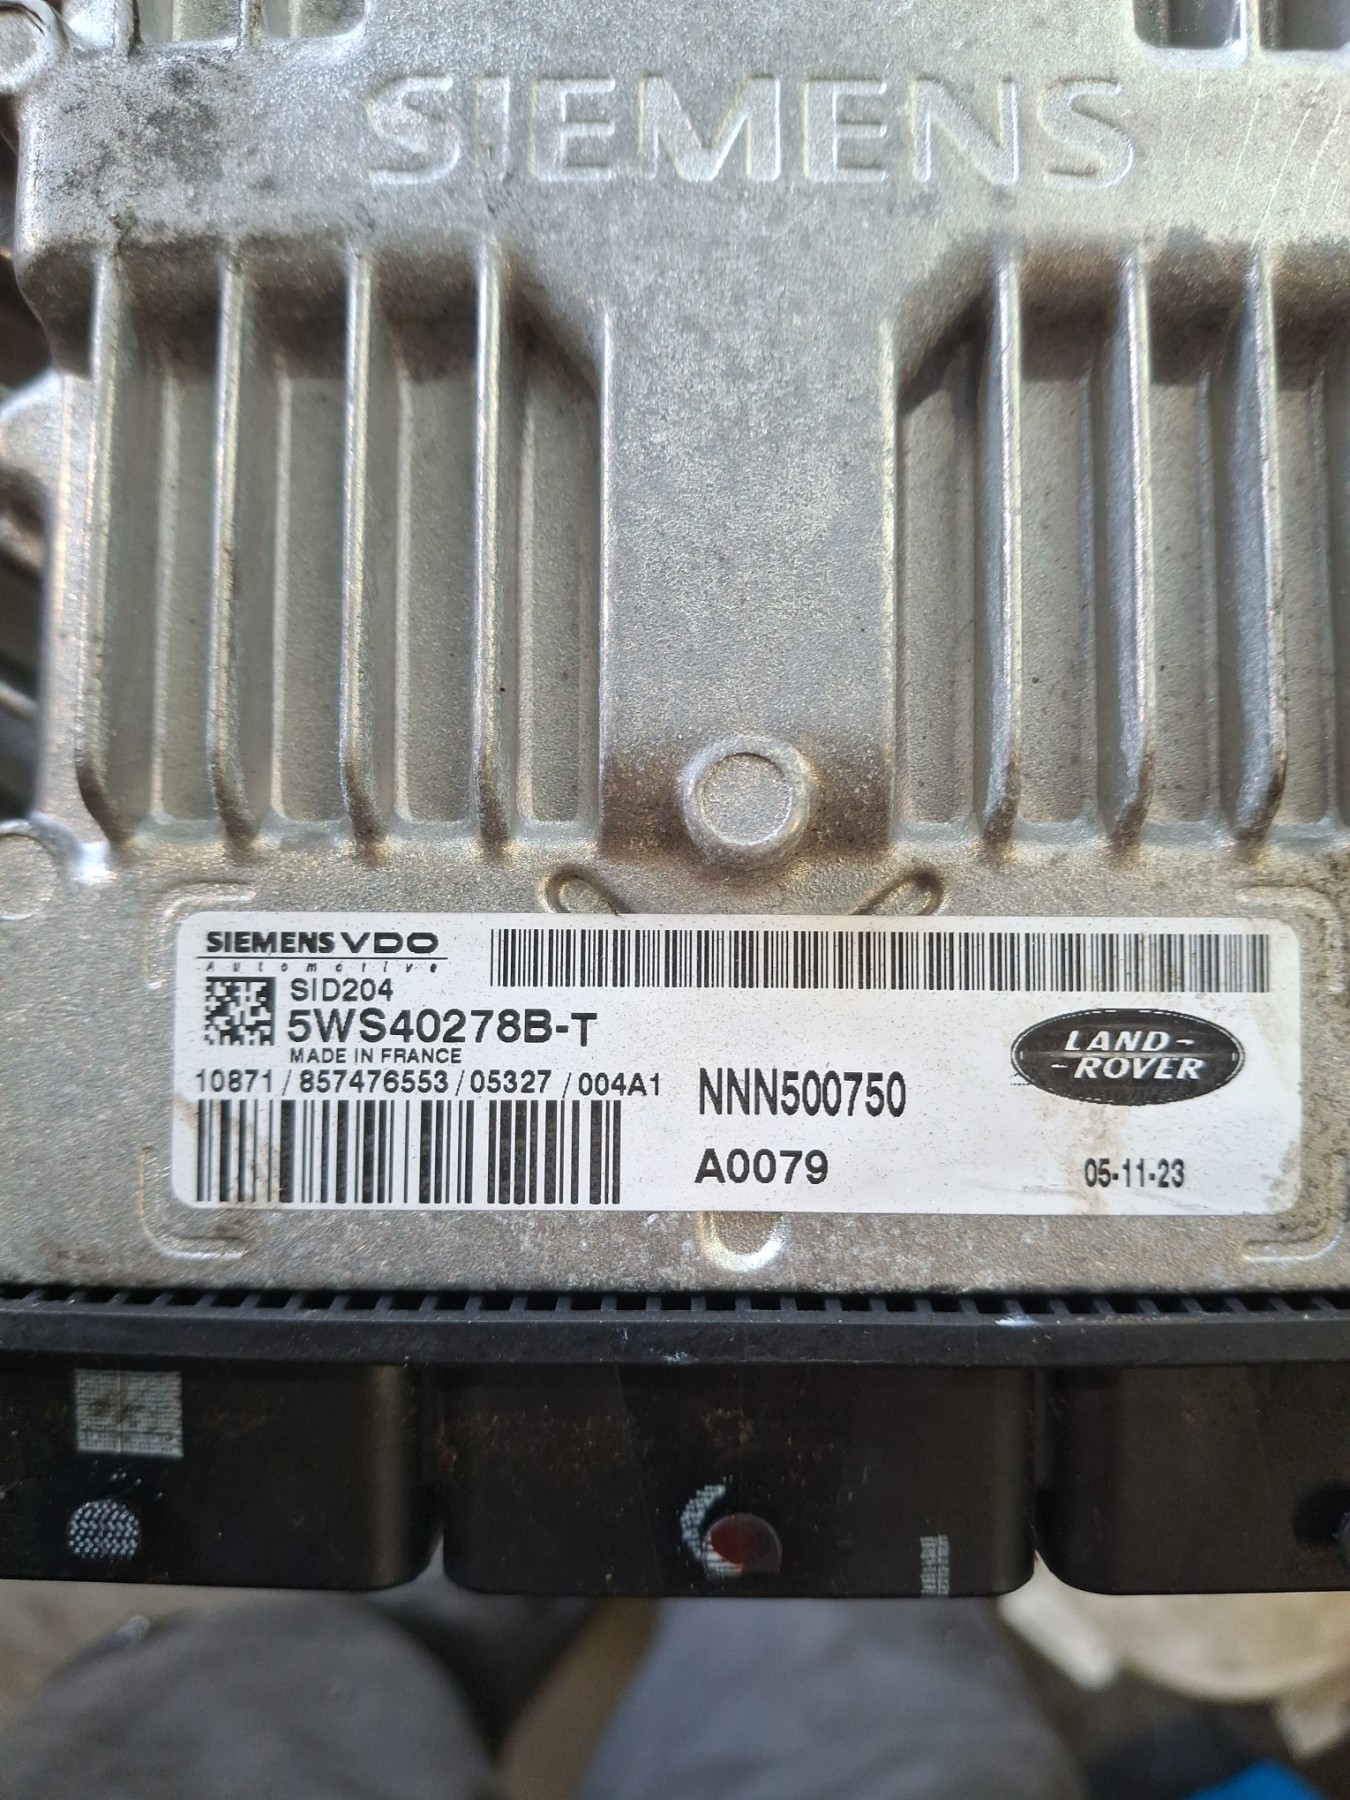 SIEMENS
SIEMENS VDO
Automotive
SID204
5WS40278B-T
MADE IN FRANCE
10871/857476553/05327/004A1
NNN500750
LAND-
-ROVER
A0079
05-11-23